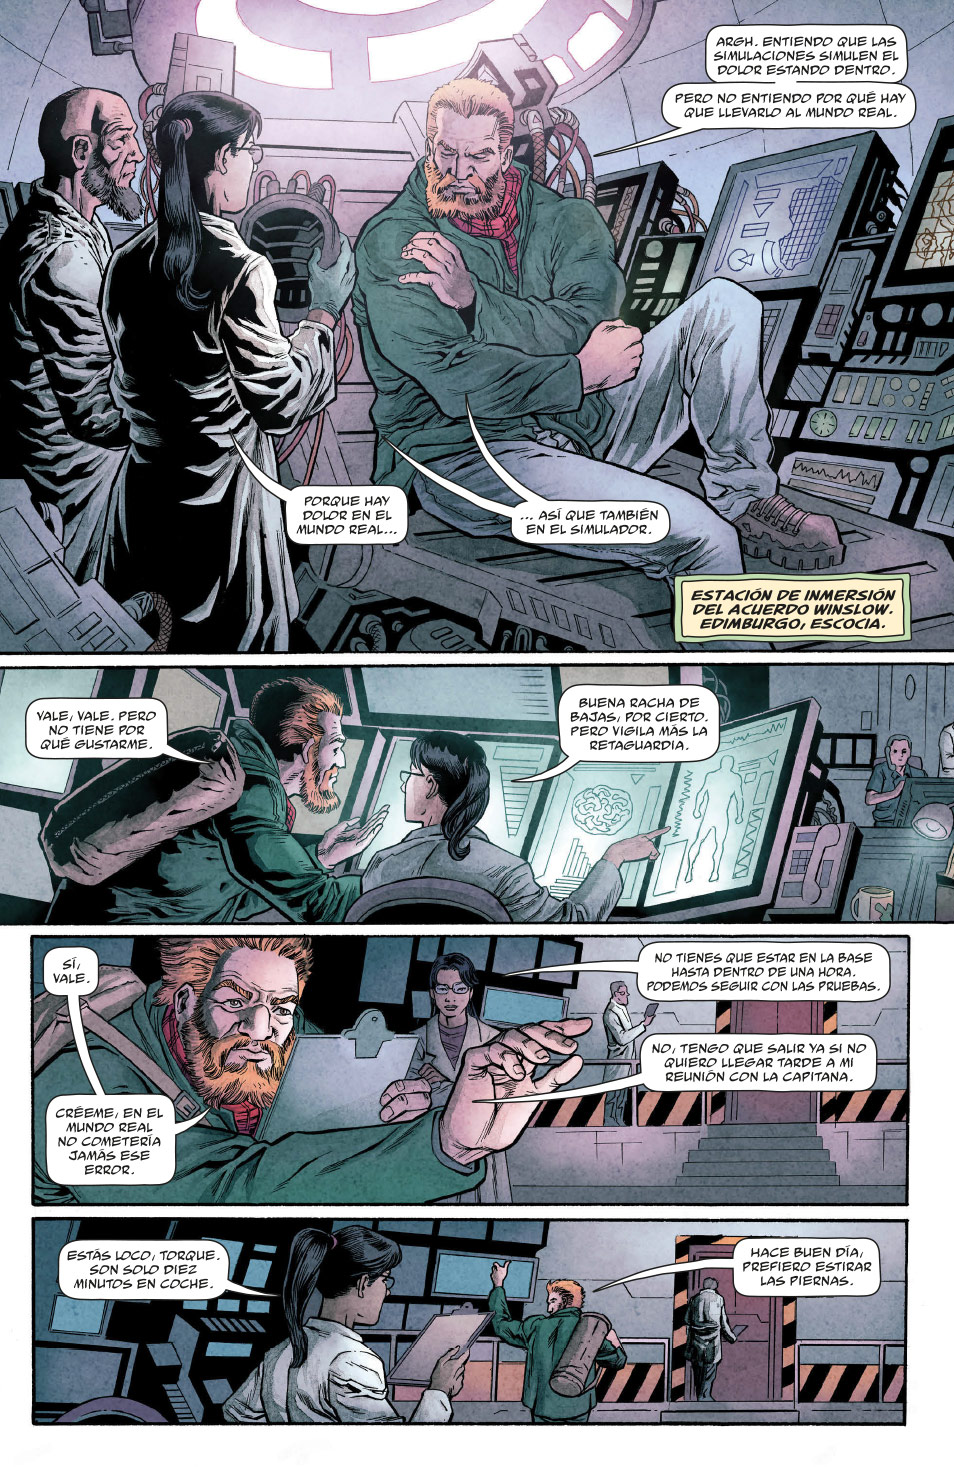 ARGH. ENTIENDO QUE LAS
SIMULACIONES SIMULEN EL
DOLOR ESTANDO DENTRO.
PERO NO ENTIENDO POR QUÉ HAY
QUE LLEVARLO AL MUNDO REAL.
PORQUE HAY
DOLOR EN EL
MUNDO REAL...
... ASÍ QUE TAMBIÉN
EN EL SIMULADOR.
ESTACIÓN DE INMERSIÓN
DEL ACUERDO WINSLOW.
EDIMBURGO, ESCOCIA.
VALE, VALE. PERO
NO TIENE POR
QUÉ GUSTARME.
BUENA RACHA DE
BAJAS, POR CIERTO.
PERO VIGILA MÁS LA
RETAGUARDIA.
SÍ,
VALE.
CRÉEME, EN EL
MUNDO REAL
NO COMETERÍA
JAMÁS ESE
ERROR.
NO TIENES QUE ESTAR EN LA BASE
HASTA DENTRO DE UNA HORA.
PODEMOS SEGUIR CON LAS PRUEBAS.
NO, TENGO QUE SALIR YA SI NO
QUIERO LLEGAR TARDE A MI
REUNIÓN CON LA CAPITANA.
ESTÁS LOCO, TORQUE.
SON SOLO DIEZ
MINUTOS EN COCHE.
HACE BUEN DÍA,
PREFIERO ESTIRAR
LAS PIERNAS.